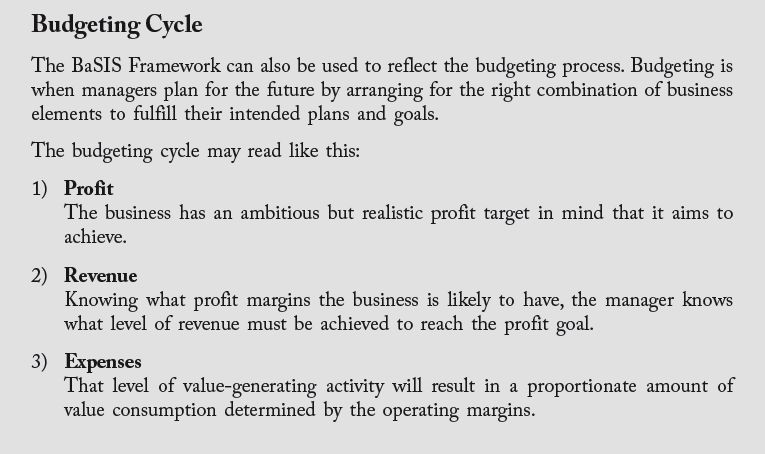 Budgeting Cycle
The BaSIS Framework can also be used to reflect the budgeting process. Budgeting is
when managers plan for the future by arranging for the right combination of business
elements to fulfill their intended plans and goals.
The budgeting cycle may read like this:
1) Profit
The business has an ambitious but realistic profit target in mind that it aims to
achieve.
2) Revenue
Knowing what profit margins the business is likely to have, the manager knows
what level of revenue must be achieved to reach the profit goal.
3) Expenses
That level of value-generating activity will result in a proportionate amount of
value consumption determined by the operating margins.